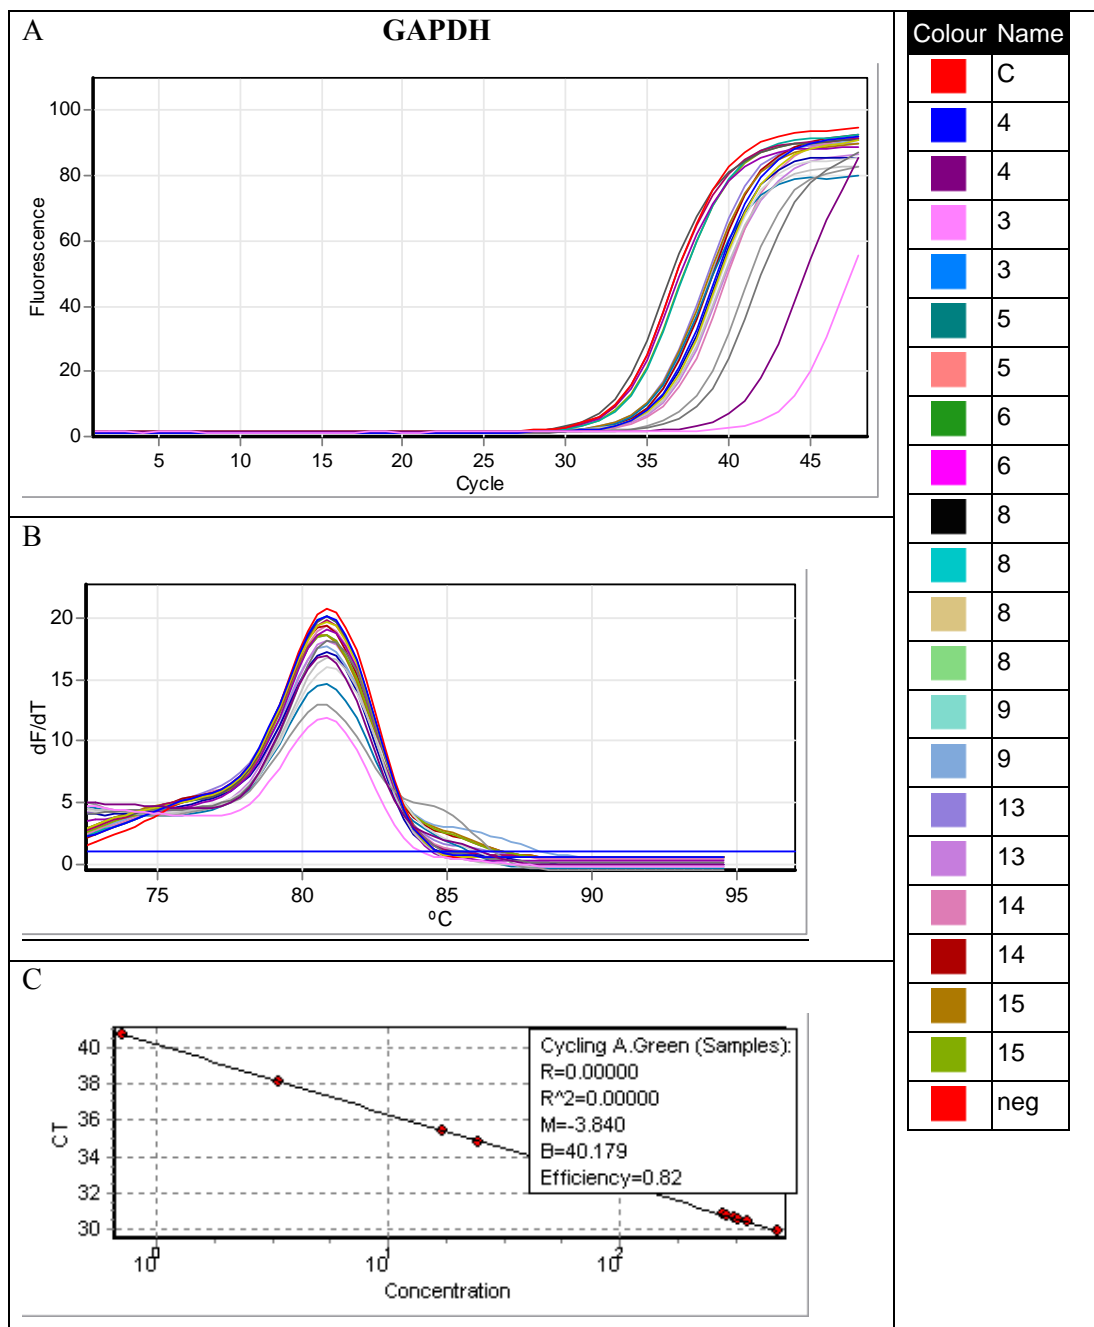 A
GAPDH
100
80
60
40
20
0
Fluorescence
5 10 15 20 25 30 35 40 45
Cycle
B
20
15
10
5
0
dF/dT
75 80 85 90 95
ºC
C
40
38
36
34
32
30
CT
Cycling A.Green (Samples):
R=0.00000
R^2=0.00000
M=-3.840
B=40.179
Efficiency=0.82
10^0 10^1 10^2
Concentration
Colour Name
C
4
4
3
3
5
5
6
6
8
8
8
8
9
9
13
13
14
14
15
15
neg